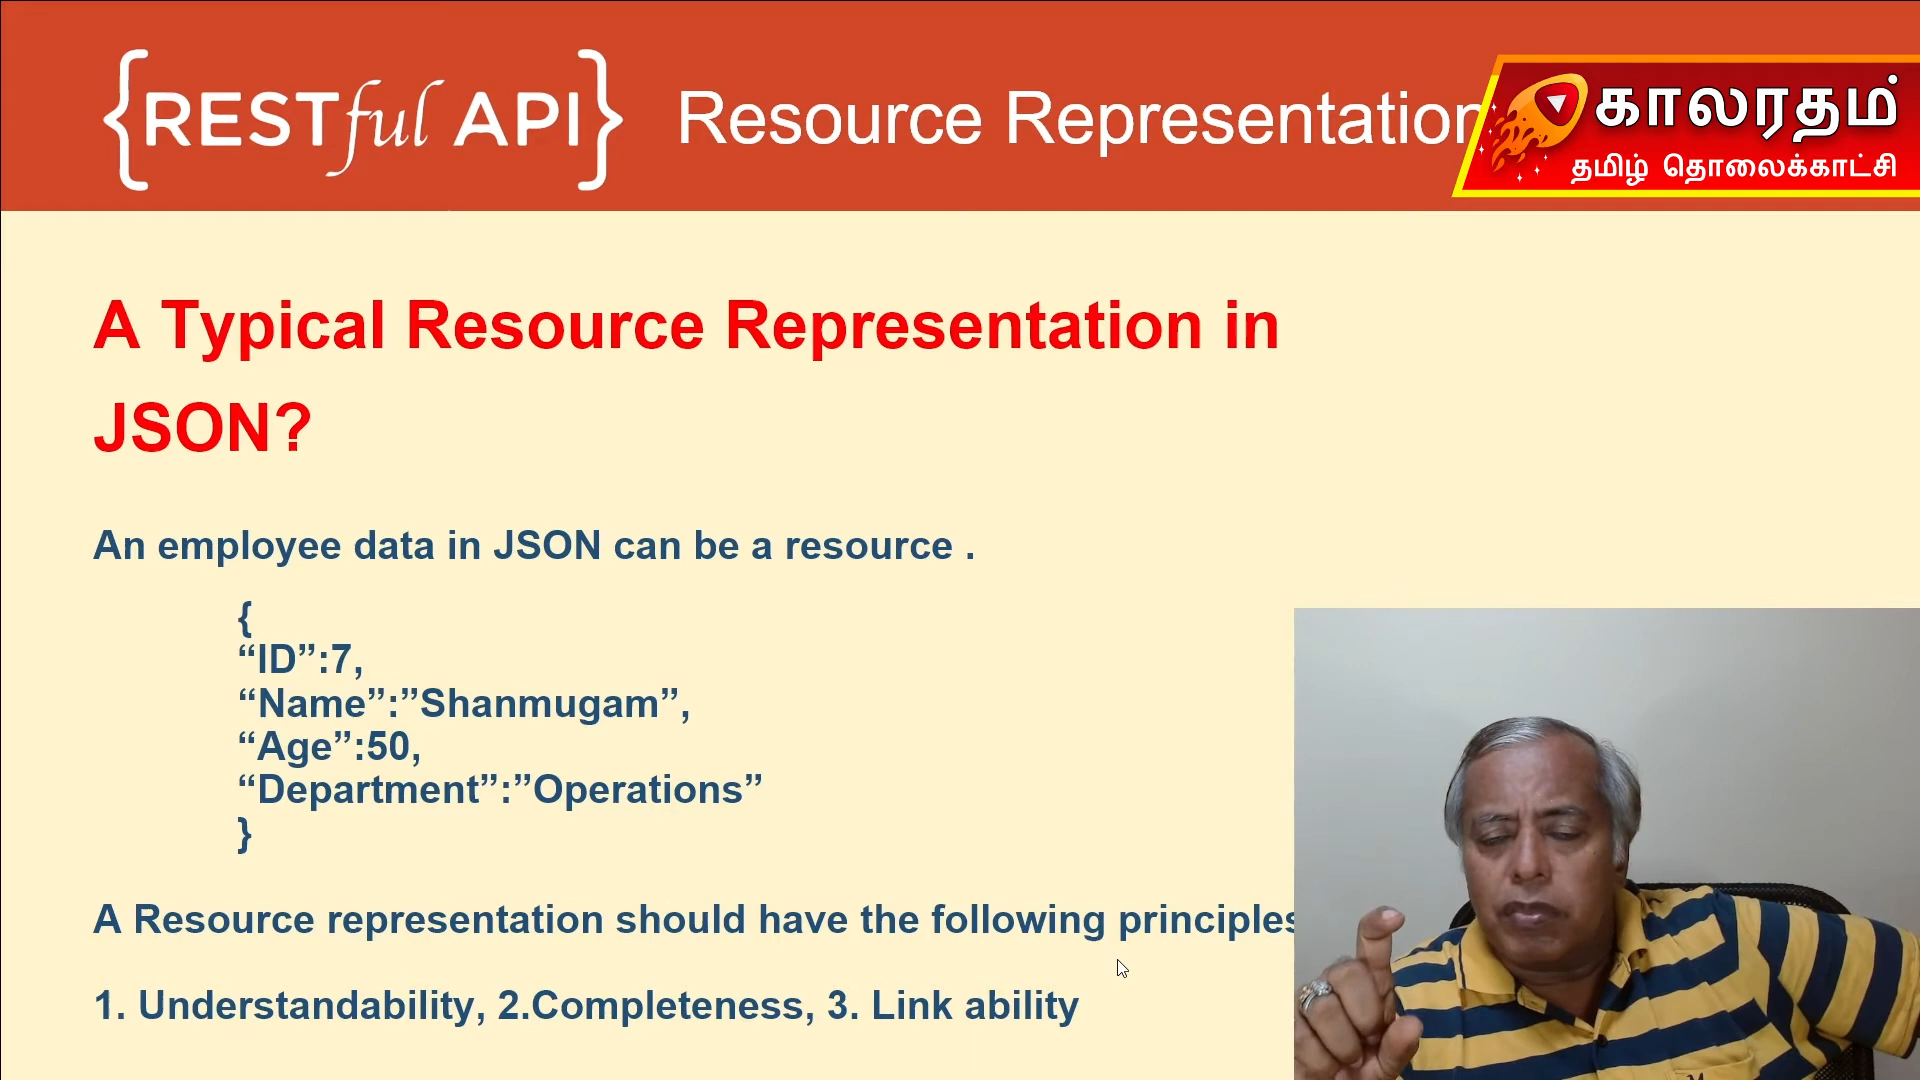 {RESTful API} Resource Representation
காலரதம்
தமிழ் தொலைக்காட்சி
A Typical Resource Representation in
JSON?
An employee data in JSON can be a resource .
{
“ID”:7,
“Name”:”Shanmugam”,
“Age”:50,
“Department”:”Operations”
}
A Resource representation should have the following principles
1. Understandability, 2.Completeness, 3. Link ability